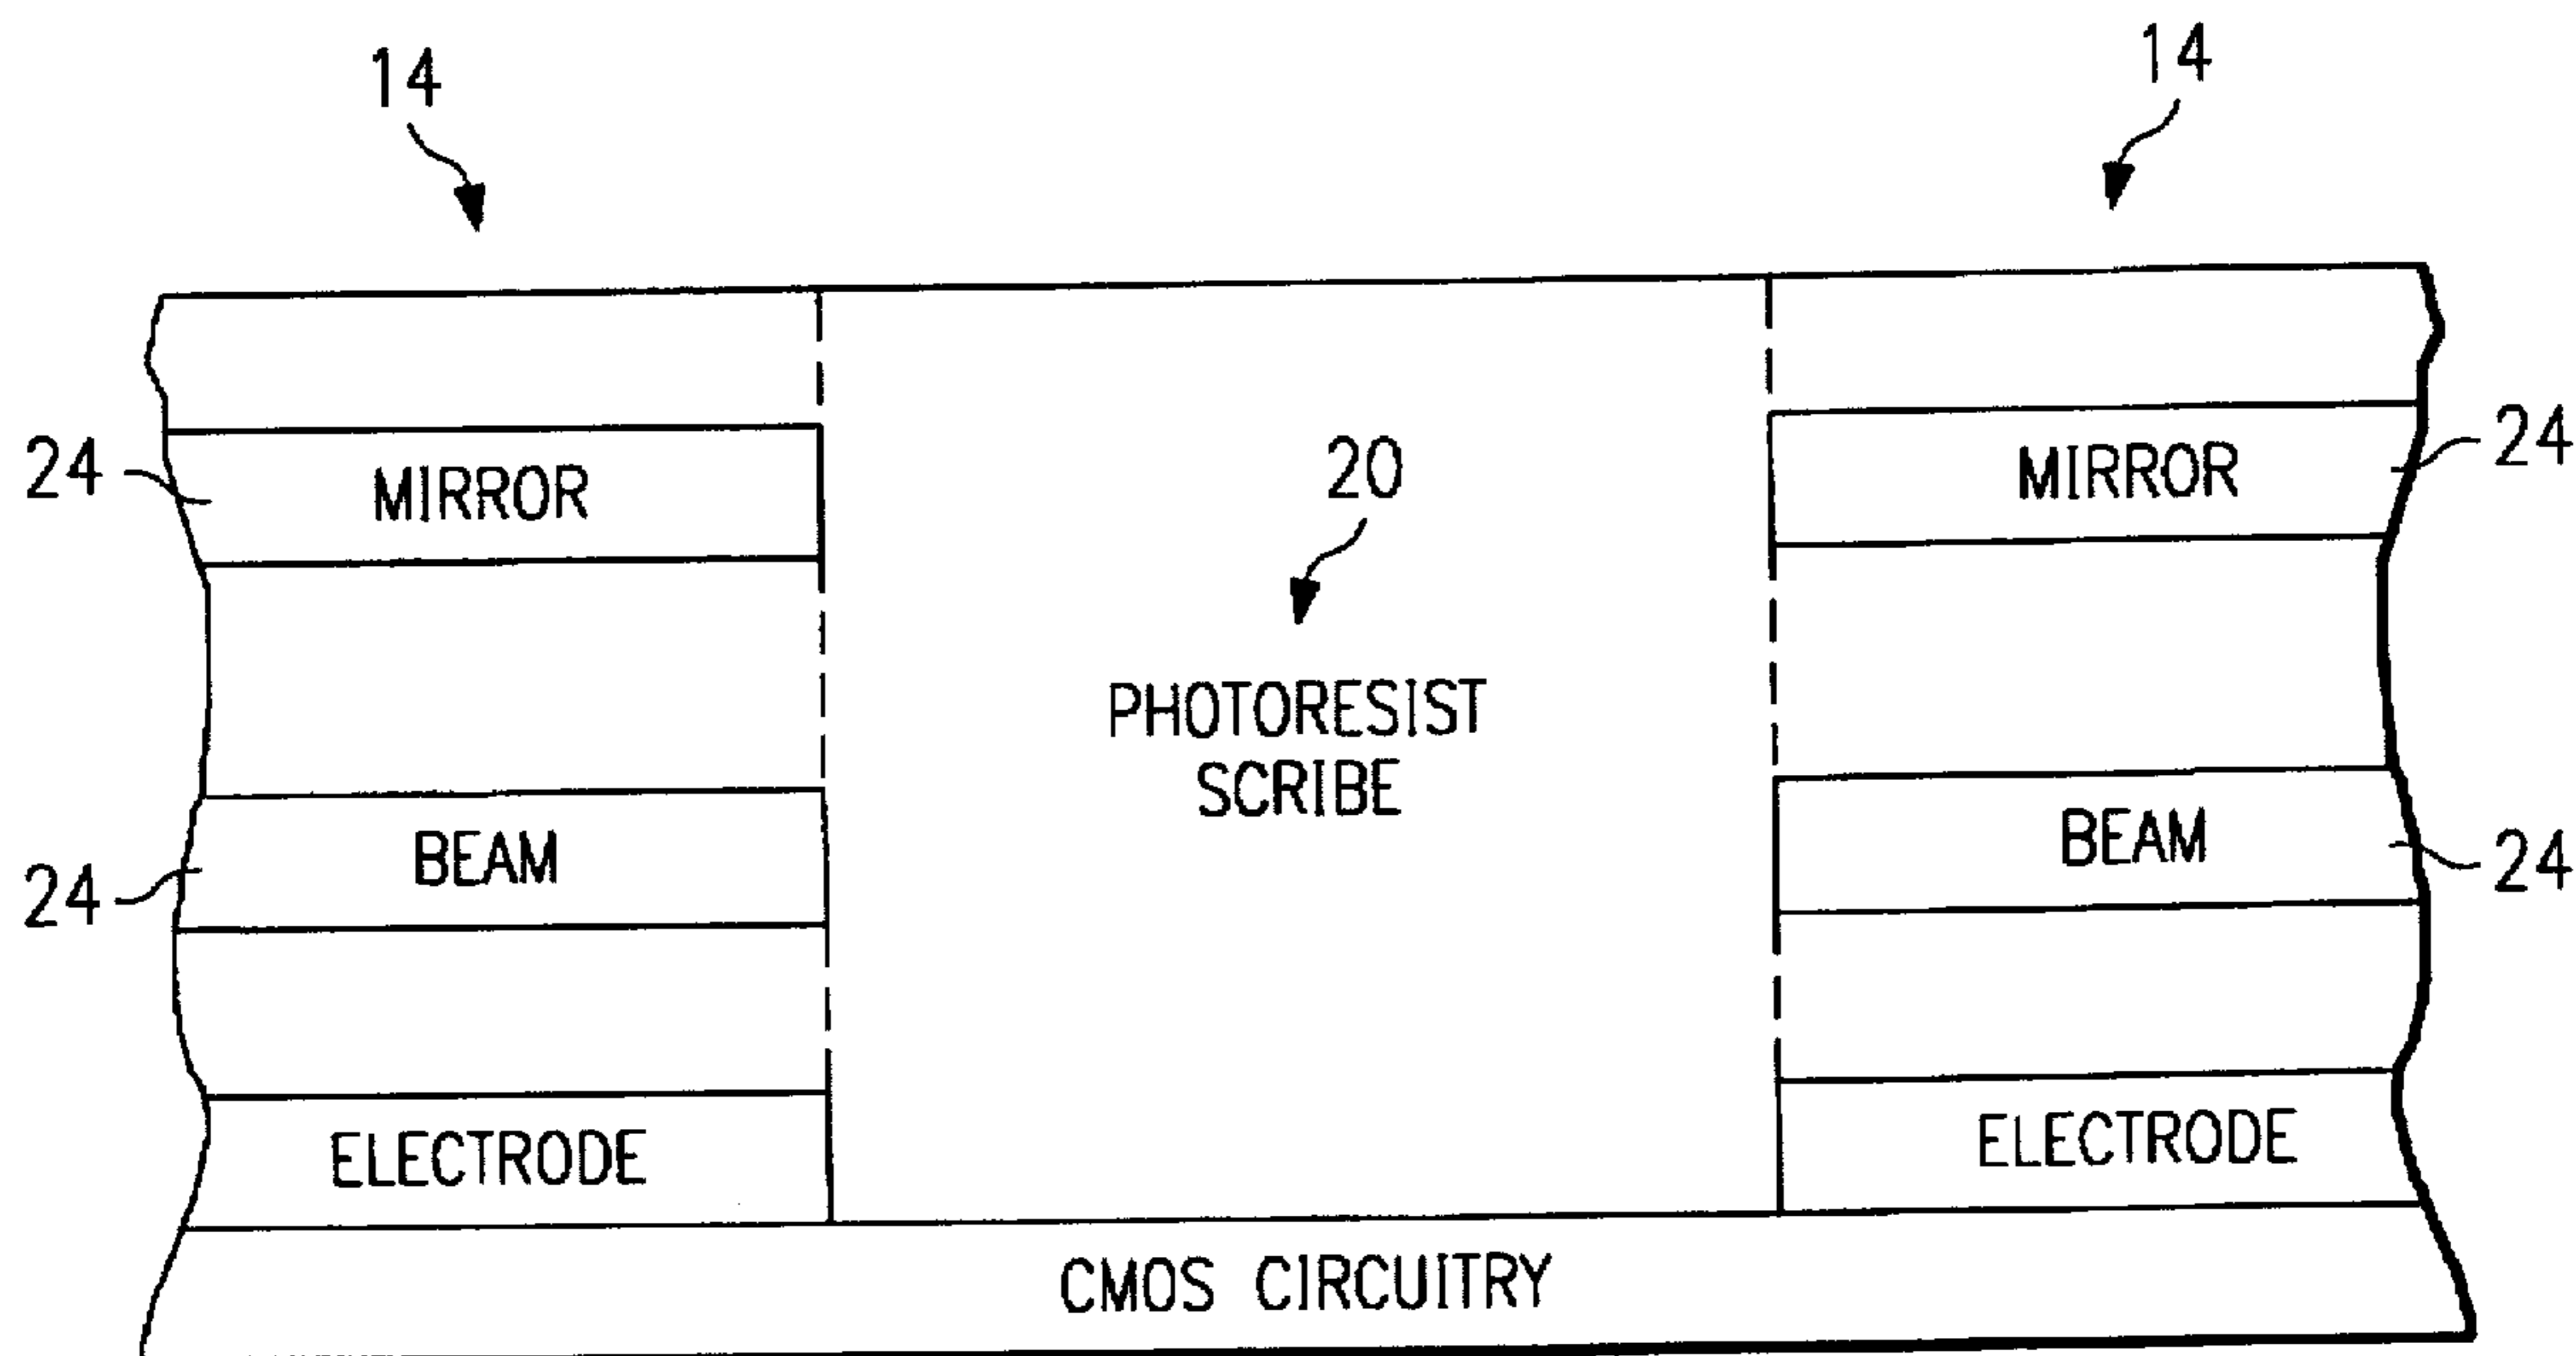 14
14
24
MIRROR
20
MIRROR
24
PHOTORESIST
SCRIBE
24
BEAM
BEAM
24
ELECTRODE
ELECTRODE
CMOS CIRCUITRY